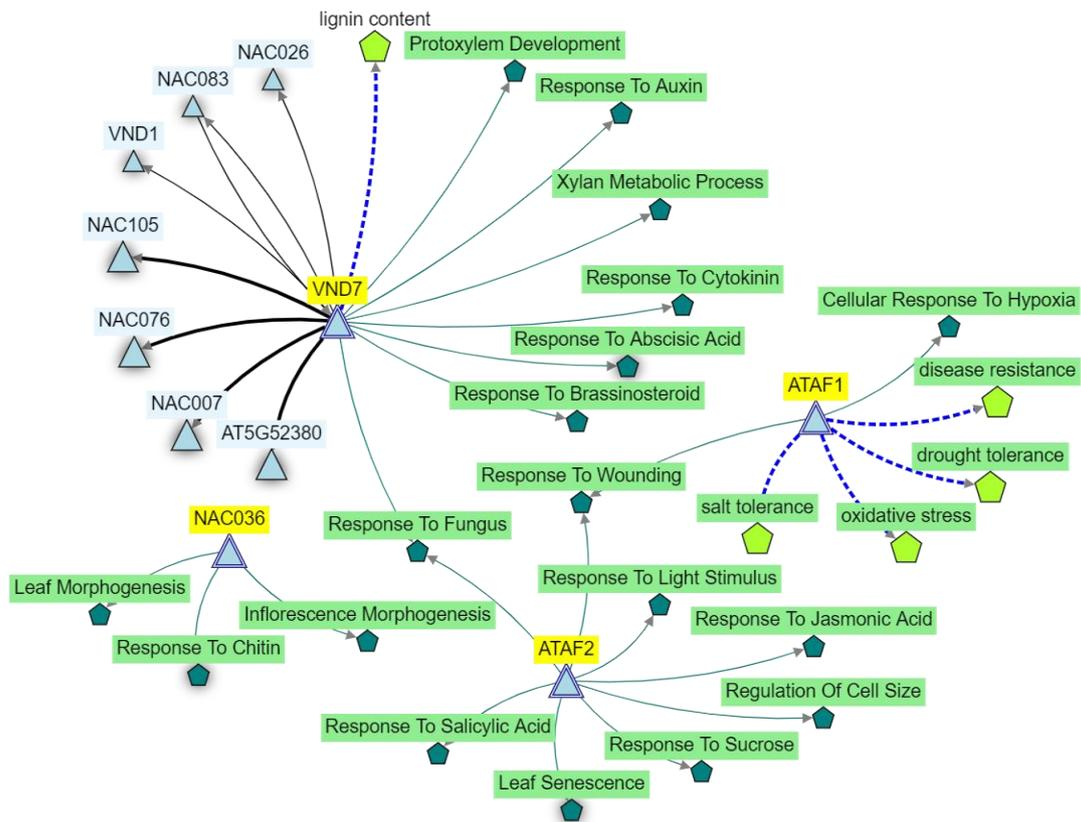 lignin content
Protoxylem Development
NAC026
NAC083
Response To Auxin
VND1
Xylan Metabolic Process
NAC105
Response To Cytokinin
VND7
Cellular Response To Hypoxia
NAC076
Response To Abscisic Acid
disease resistance
ATAF1
Response To Brassinosteroid
NAC007
AT5G52380
drought tolerance
Response To Wounding
salt tolerance
oxidative stress
NAC036
Response To Fungus
Response To Light Stimulus
Leaf Morphogenesis
Inflorescence Morphogenesis
Response To Jasmonic Acid
Response To Chitin
ATAF2
Regulation Of Cell Size
Response To Salicylic Acid
Response To Sucrose
Leaf Senescence